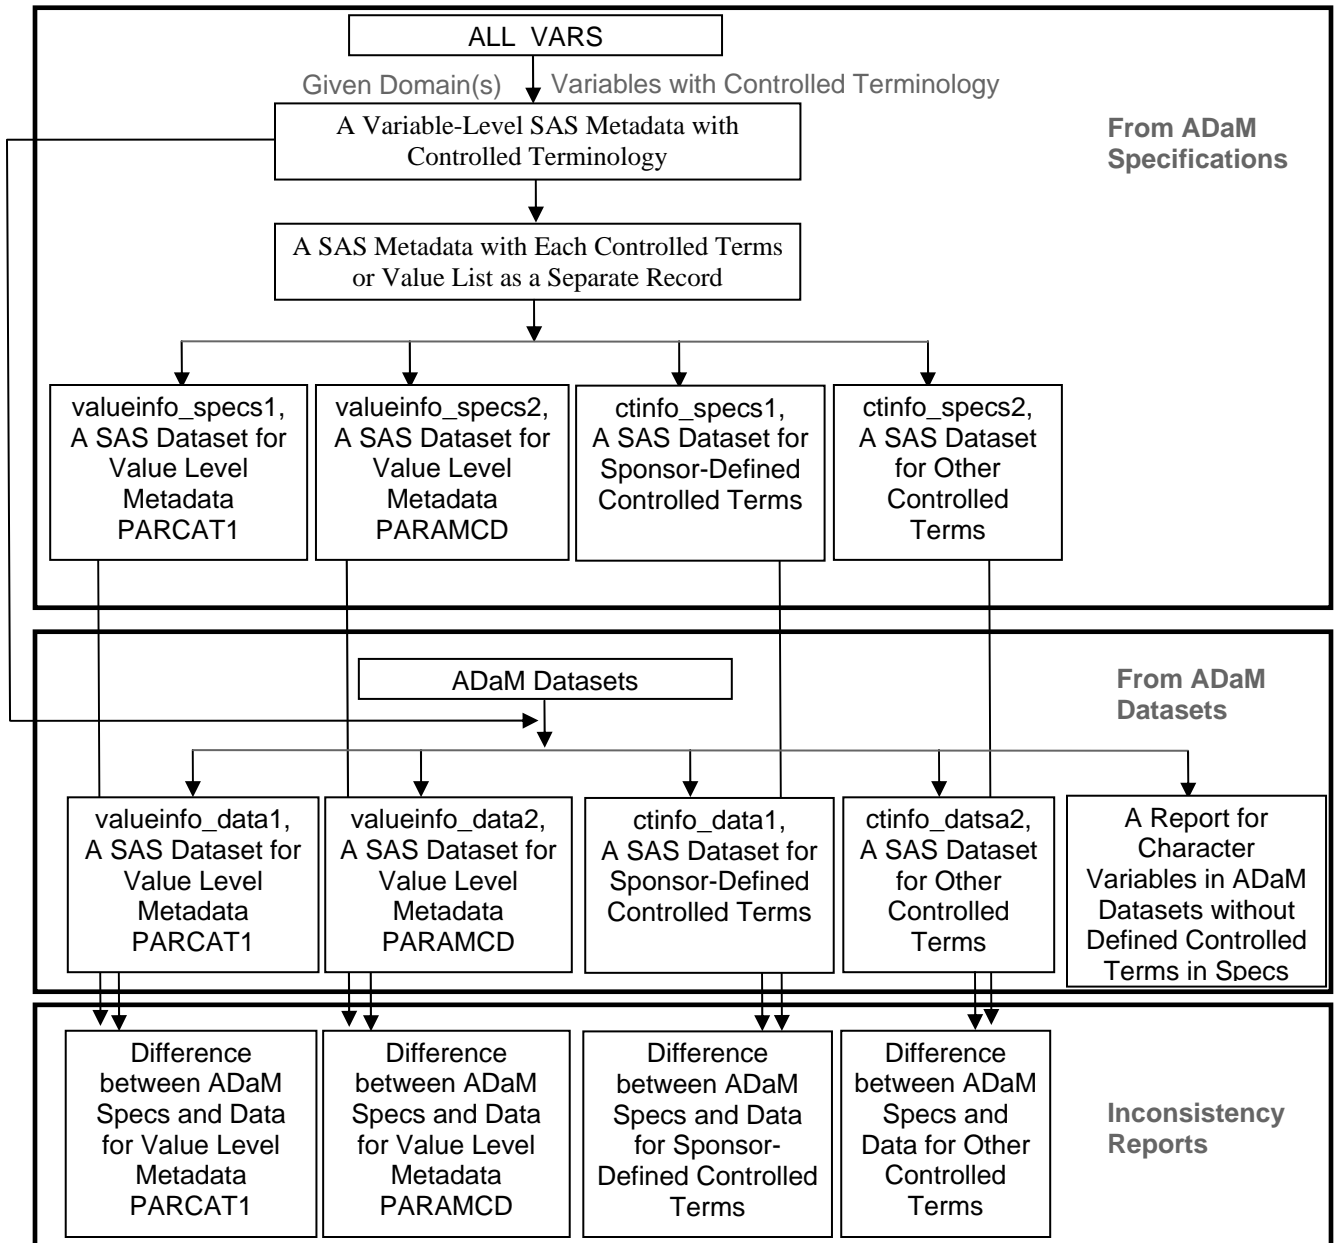 ALL VARS
Given Domain(s)
Variables with Controlled Terminology
A Variable-Level SAS Metadata with
Controlled Terminology
From ADaM
Specifications
A SAS Metadata with Each Controlled Terms
or Value List as a Separate Record
valueinfo_specs1,
A SAS Dataset for
Value Level
Metadata
PARCAT1
valueinfo_specs2,
A SAS Dataset for
Value Level
Metadata
PARAMCD
ctinfo_specs1,
A SAS Dataset for
Sponsor-Defined
Controlled Terms
ctinfo_specs2,
A SAS Dataset
for Other
Controlled
Terms
ADaM Datasets
From ADaM
Datasets
valueinfo_data1,
A SAS Dataset for
Value Level
Metadata
PARCAT1
valueinfo_data2,
A SAS Dataset for
Value Level
Metadata
PARAMCD
ctinfo_data1,
A SAS Dataset for
Sponsor-Defined
Controlled Terms
ctinfo_datsa2,
A SAS Dataset
for Other
Controlled
Terms
A Report for
Character
Variables in ADaM
Datasets without
Defined Controlled
Terms in Specs
Difference
between ADaM
Specs and Data
for Value Level
Metadata
PARCAT1
Difference
between ADaM
Specs and Data
for Value Level
Metadata
PARAMCD
Difference
between ADaM
Specs and Data
for Sponsor-
Defined Controlled
Terms
Difference
between ADaM
Specs and
Data for Other
Controlled
Terms
Inconsistency
Reports